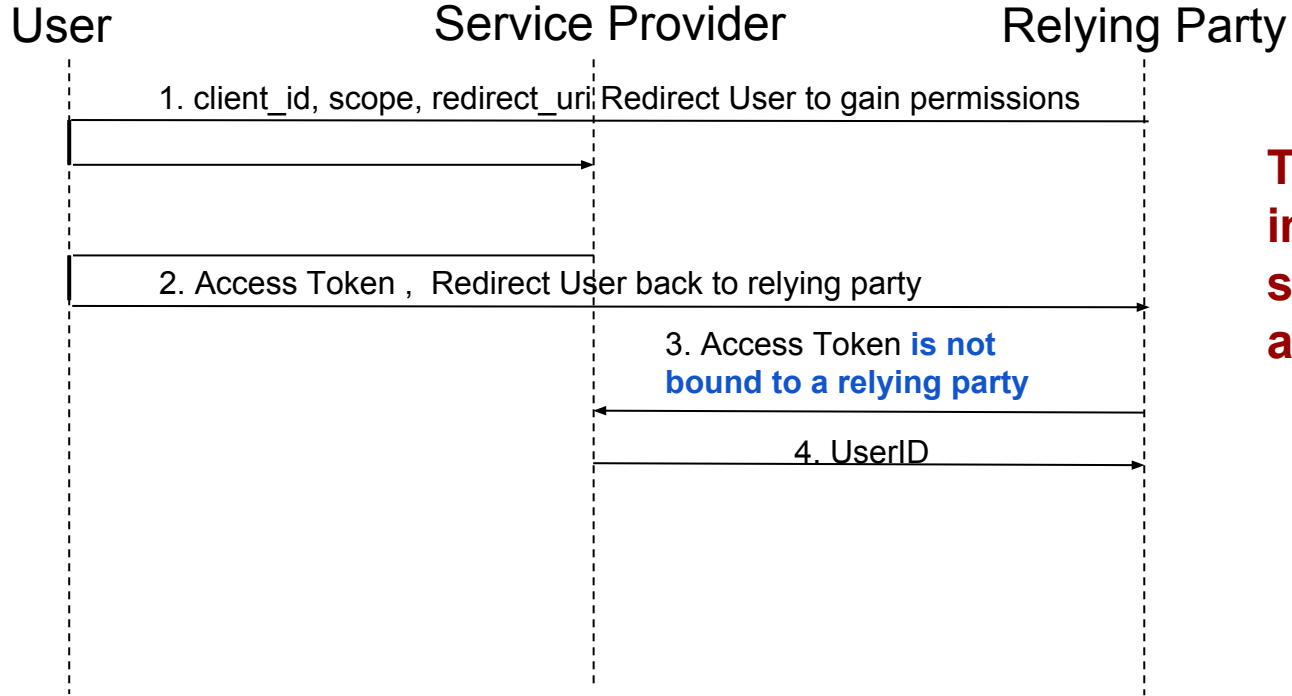 User Service Provider Relying Party
1. client_id, scope, redirect_uri Redirect User to gain permissions
2. Access Token , Redirect User back to relying party
3. Access Token is not
bound to a relying party
4. UserID